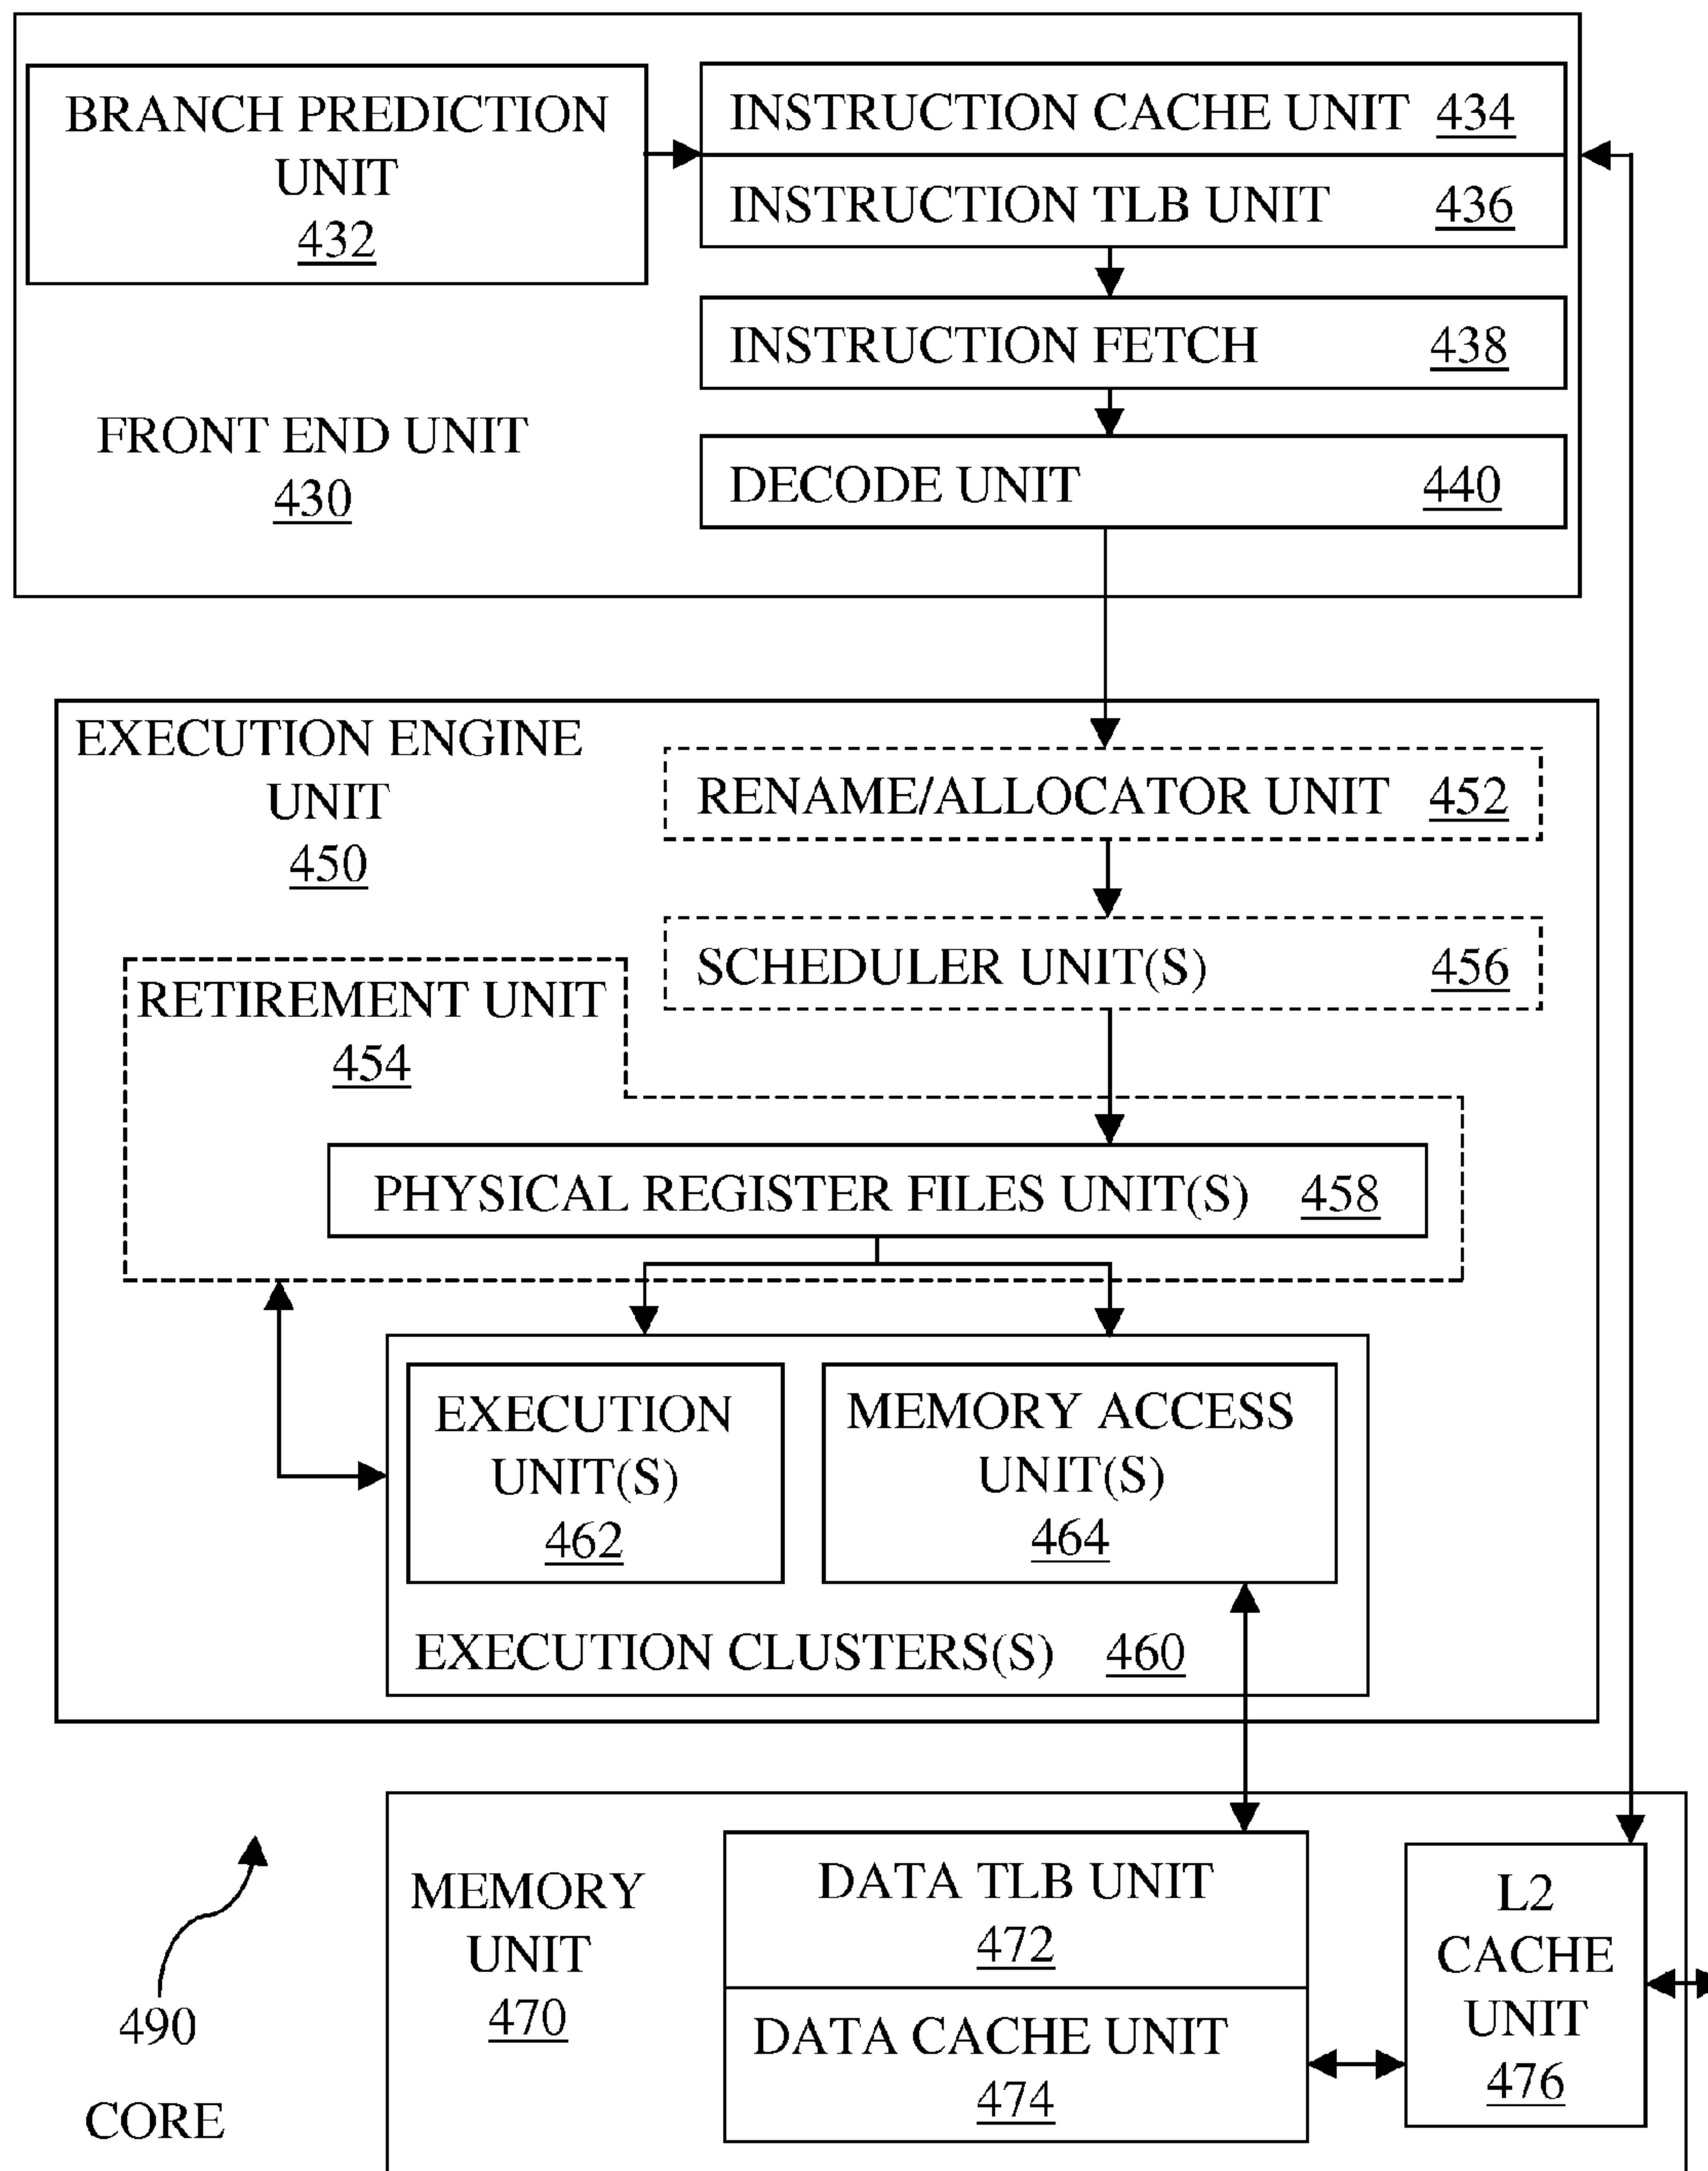 BRANCH PREDICTION
UNIT
432
INSTRUCTION CACHE UNIT 434
INSTRUCTION TLB UNIT 436
INSTRUCTION FETCH 438
FRONT END UNIT
430
DECODE UNIT 440
EXECUTION ENGINE
UNIT
450
RENAME/ALLOCATOR UNIT 452
SCHEDULER UNIT(S) 456
RETIREMENT UNIT
454
PHYSICAL REGISTER FILES UNIT(S) 458
EXECUTION
UNIT(S)
462
MEMORY ACCESS
UNIT(S)
464
EXECUTION CLUSTERS(S) 460
MEMORY
UNIT
470
DATA TLB UNIT
472
DATA CACHE UNIT
474
L2
CACHE
UNIT
476
490
CORE